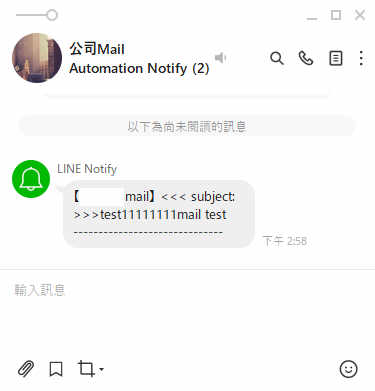 公司Mail
Automation Notify (2)
以下為尚未閱讀的訊息
LINE Notify
【 mail】<<< subject:
>>>test11111111mail test
------------------------------
下午 2:58
輸入訊息